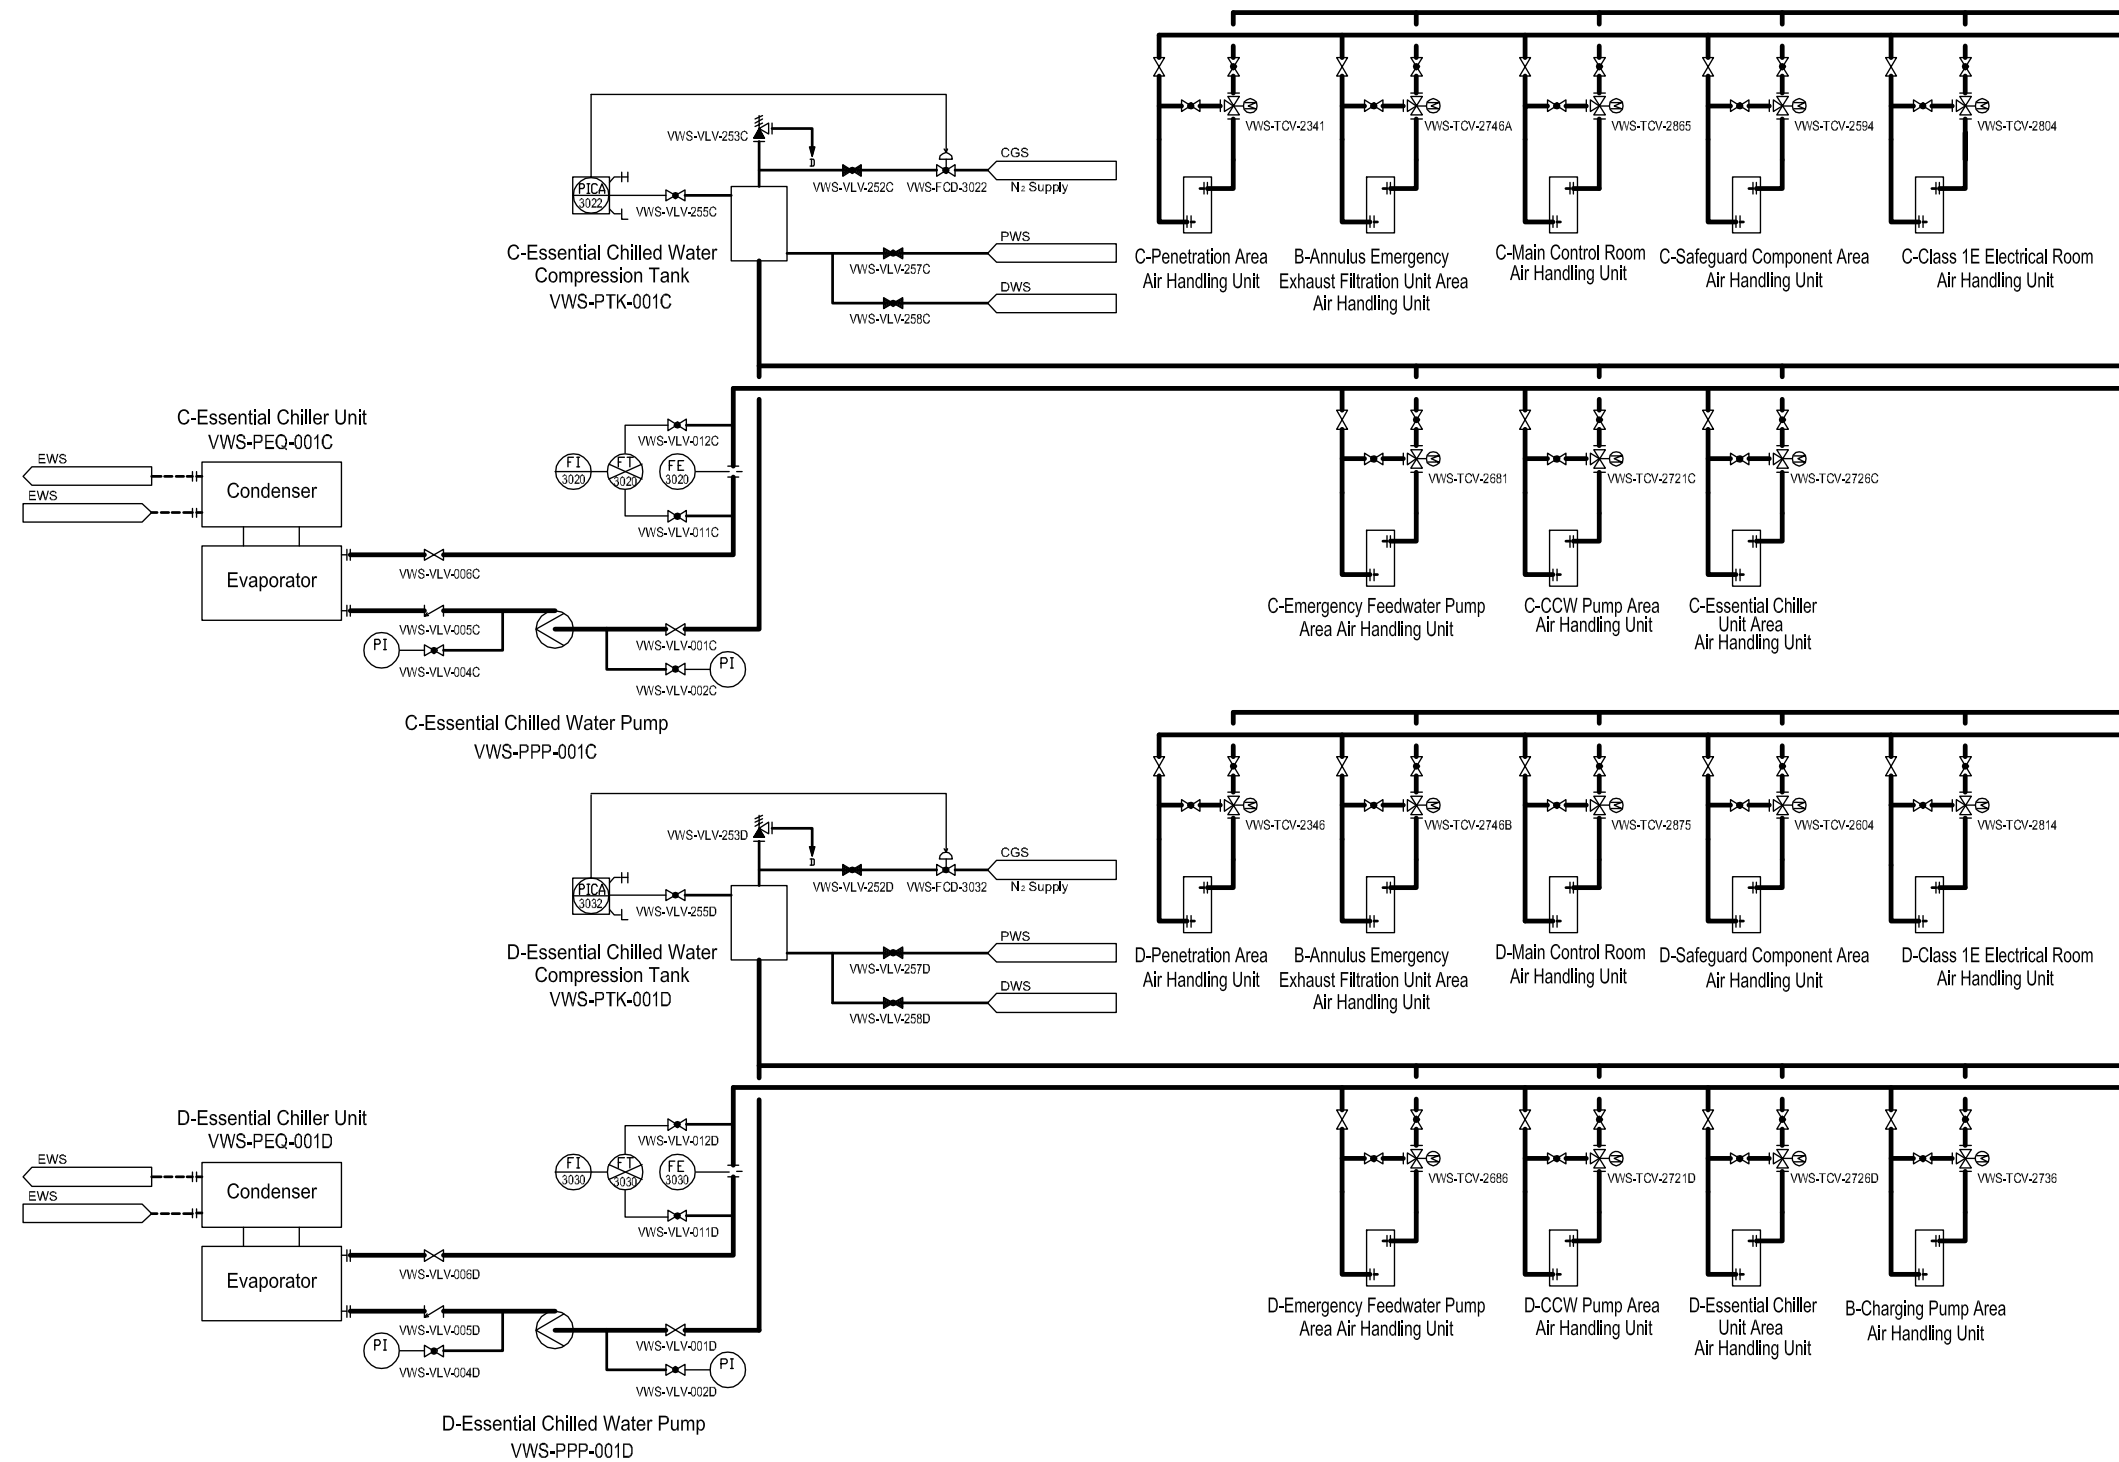 VWS-VLV-253C
D
CGS
VWS-VLV-252C
VWS-FCD-3022
N₂ Supply
PICA
3022
H
L
VWS-VLV-255C
C-Essential Chilled Water
Compression Tank
VWS-PTK-001C
PWS
VWS-VLV-257C
DWS
VWS-VLV-258C
VWS-TCV-2341
VWS-TCV-2746A
VWS-TCV-2865
VWS-TCV-2594
VWS-TCV-2804
M
M
M
M
M
C-Penetration Area
Air Handling Unit
B-Annulus Emergency
Exhaust Filtration Unit Area
Air Handling Unit
C-Main Control Room
Air Handling Unit
C-Safeguard Component Area
Air Handling Unit
C-Class 1E Electrical Room
Air Handling Unit
C-Essential Chiller Unit
VWS-PEQ-001C
EWS
EWS
Condenser
Evaporator
VWS-VLV-012C
FI
3020
FT
3020
FE
3020
VWS-VLV-011C
VWS-VLV-006C
VWS-VLV-005C
PI
VWS-VLV-004C
VWS-VLV-001C
PI
VWS-VLV-002C
C-Essential Chilled Water Pump
VWS-PPP-001C
VWS-TCV-2681
VWS-TCV-2721C
VWS-TCV-2726C
M
M
M
C-Emergency Feedwater Pump
Area Air Handling Unit
C-CCW Pump Area
Air Handling Unit
C-Essential Chiller
Unit Area
Air Handling Unit
VWS-VLV-253D
D
CGS
VWS-VLV-252D
VWS-FCD-3032
N₂ Supply
PICA
3032
H
L
VWS-VLV-255D
D-Essential Chilled Water
Compression Tank
VWS-PTK-001D
PWS
VWS-VLV-257D
DWS
VWS-VLV-258D
VWS-TCV-2346
VWS-TCV-2746B
VWS-TCV-2875
VWS-TCV-2604
VWS-TCV-2814
M
M
M
M
M
D-Penetration Area
Air Handling Unit
B-Annulus Emergency
Exhaust Filtration Unit Area
Air Handling Unit
D-Main Control Room
Air Handling Unit
D-Safeguard Component Area
Air Handling Unit
D-Class 1E Electrical Room
Air Handling Unit
D-Essential Chiller Unit
VWS-PEQ-001D
EWS
EWS
Condenser
Evaporator
VWS-VLV-012D
FI
3030
FT
3030
FE
3030
VWS-VLV-011D
VWS-VLV-006D
VWS-VLV-005D
PI
VWS-VLV-004D
VWS-VLV-001D
PI
VWS-VLV-002D
D-Essential Chilled Water Pump
VWS-PPP-001D
VWS-TCV-2686
VWS-TCV-2721D
VWS-TCV-2726D
VWS-TCV-2736
M
M
M
M
D-Emergency Feedwater Pump
Area Air Handling Unit
D-CCW Pump Area
Air Handling Unit
D-Essential Chiller
Unit Area
Air Handling Unit
B-Charging Pump Area
Air Handling Unit